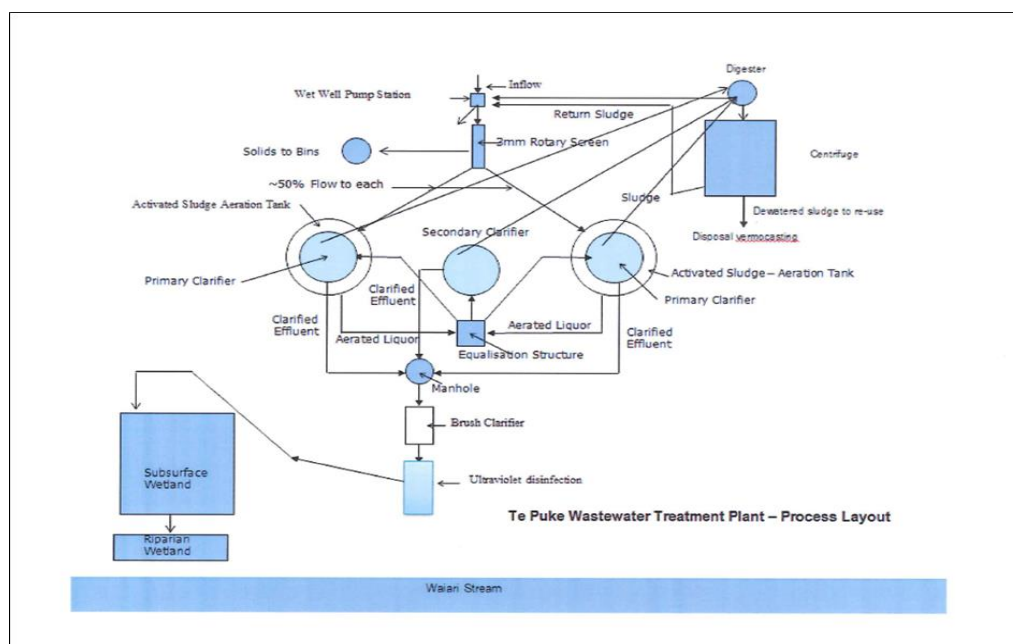 Digester
Inflow
Wet Well Pump Station
Return Sludge
3mm Rotary Screen
Solids to Bins
Centrifuge
~50% Flow to each
Sludge
Activated Sludge Aeration Tank
Dewatered sludge to re-use
Secondary Clarifier
Disposal vermocasting
Activated Sludge – Aeration Tank
Primary Clarifier
Clarified
Effluent
Primary Clarifier
Clarified
Effluent
Aerated Liquor
Clarified
Effluent
Aerated Liquor
Equalisation Structure
Manhole
Brush Clarifier
Subsurface
Wetland
Ultraviolet disinfection
Te Puke Wastewater Treatment Plant – Process Layout
Riparian
Wetland
Waiari Stream